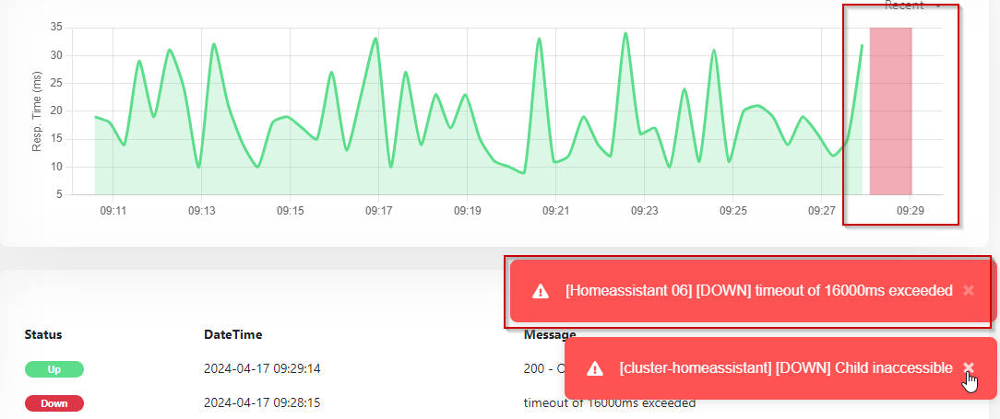 Recent
35
30
25
20
15
10
5
Resp. Time (ms)
09:11 09:13 09:15 09:17 09:19 09:21 09:23 09:25 09:27 09:29
[Homeassistant 06] [DOWN] timeout of 16000ms exceeded
Status DateTime Message
[cluster-homeassistant] [DOWN] Child inaccessible
Up 2024-04-17 09:29:14 200 - O
Down 2024-04-17 09:28:15 timeout of 16000ms exceeded